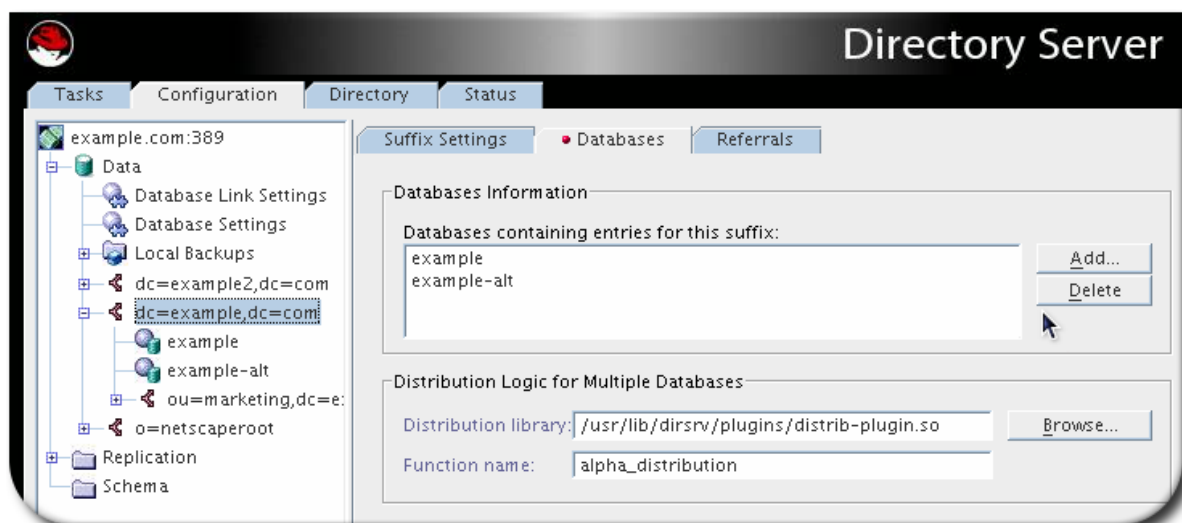 Directory Server
Tasks Configuration Directory Status
example.com:389
Data
Database Link Settings
Database Settings
Local Backups
dc=example2,dc=com
dc=example,dc=com
example
example-alt
ou=marketing,dc=e:
o=netscaperoot
Replication
Schema
Suffix Settings Databases Referrals
Databases Information
Databases containing entries for this suffix:
example
example-alt
Add...
Delete
Distribution Logic for Multiple Databases
Distribution library: /usr/lib/dirsrv/plugins/distrib-plugin.so Browse...
Function name: alpha_distribution